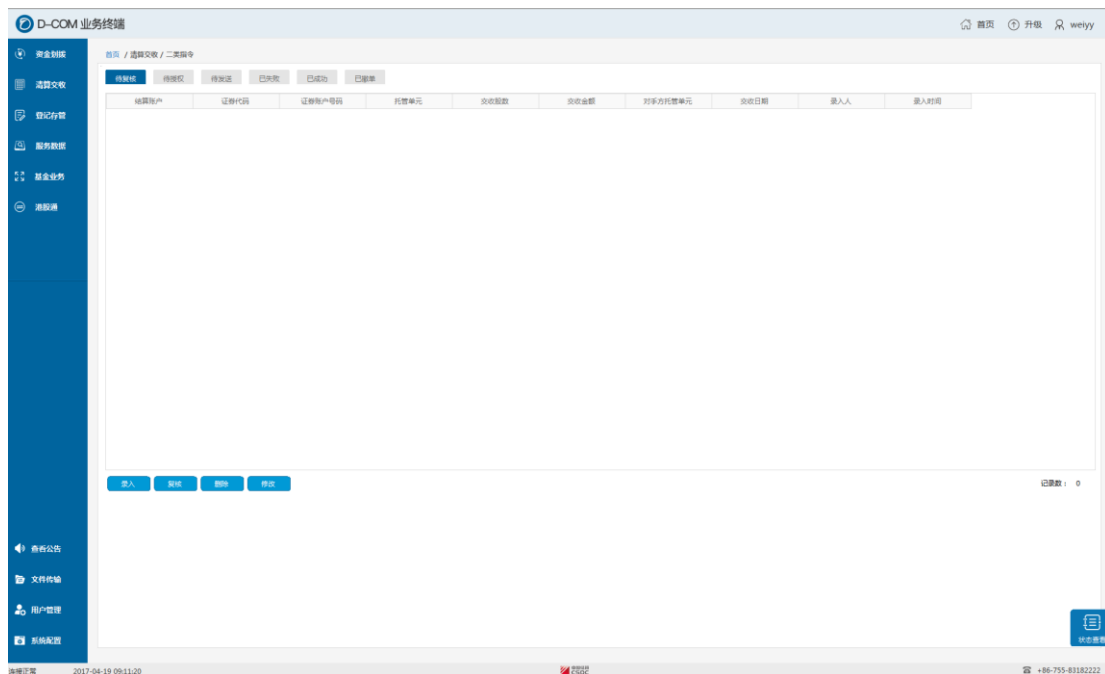 D-COM 业务终端
首页 升级 weiyy
资金划拨
清算交收
登记存管
服务数据
基金业务
港股通
查看公告
文件传输
用户管理
系统配置
首页 / 清算交收 / 二类指令
待复核 待授权 待发送 已失败 已成功 已撤单
结算账户 证券代码 证券账户号码 托管单元 交收股数 交收金额 对手方托管单元 交收日期 录入人 录入时间
录入 复核 删除 修改
记录数： 0
状态查看
连接正常 2017-04-19 09:11:20
CSDC
+86-755-83182222